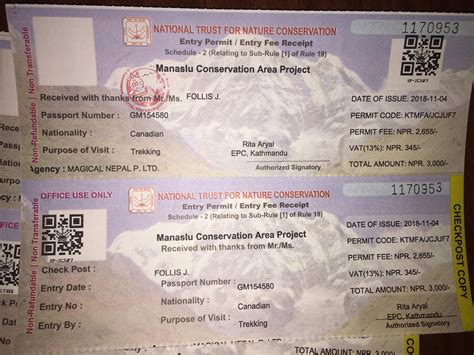 Non-Refundable / Non Transferable
NATIONAL TRUST FOR NATURE CONSERVATION
Entry Permit / Entry Fee Receipt
Schedule - 2 (Relating to Sub-Rule [1] of Rule 19)
Manaslu Conservation Area Project
1170953
EP-JCJUF7
Received with thanks from Mr./Ms. FOLLIS J.
Passport Number : GM154580
Nationality : Canadian
Purpose of Visit : Trekking
Agency : MAGICAL NEPAL P. LTD.
Rita Aryal
EPC, Kathmandu
Authorized Signatory
DATE OF ISSUE: 2018-11-04
PERMIT CODE: KTMFAJCJUF7
ENTRY FEE: NPR. 2,655/-
VAT(13%) NPR. 345/-
TOTAL AMOUNT: NPR. 3,000/-
OFFICE USE ONLY
Non-Refundable / Non Transferable
NATIONAL TRUST FOR NATURE CONSERVATION
Entry Permit / Entry Fee Receipt
Schedule - 2 (Relating to Sub-Rule [1] of Rule 19)
1170953
Manaslu Conservation Area Project
Received with thanks from Mr./Ms.
EP-JCJUF7
Check Post :
Date :
Entry No :
Entry By :
FOLLIS J.
Passport Number : GM154580
Nationality : Canadian
Purpose of Visit : Trekking
Rita Aryal
EPC, Kathmandu
Authorized Signatory
DATE OF ISSUE: 2018-11-04
PERMIT CODE: KTMFAJCJUF7
ENTRY FEE: NPR. 2,655/-
VAT(13%) NPR. 345/-
TOTAL AMOUNT: NPR. 3,000/-
CHECKPOST COPY